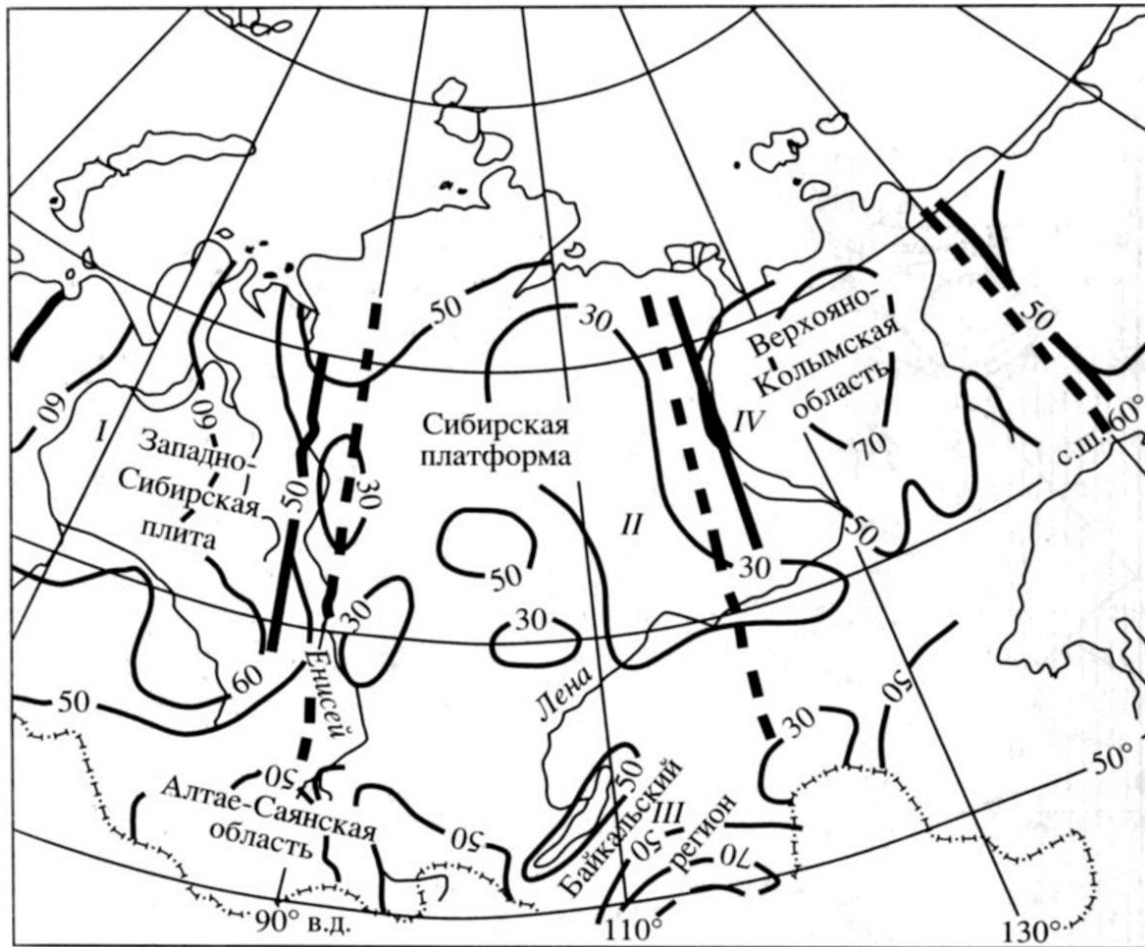 50
30
Верхояно-
Колымская
область
50
60
60
I
Западно-
Сибирская
плита
50
30
Сибирская
платформа
IV
70
с.ш. 60°
II
50
50
30
30
30
Енисей
60
50
Лена
50
30
50°
50
Алтае-Саянская
область
50
50
Байкальский
регион
III
50
70
90° в.д.
110°
130°